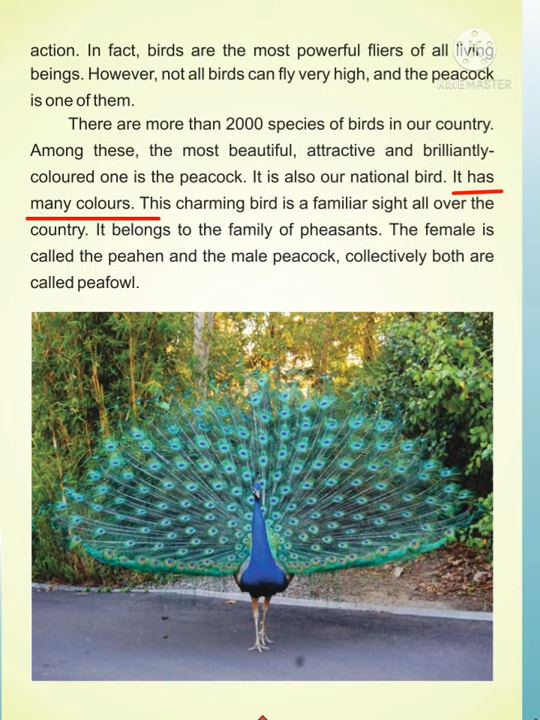 action. In fact, birds are the most powerful fliers of all living
beings. However, not all birds can fly very high, and the peacock
is one of them.
There are more than 2000 species of birds in our country.
Among these, the most beautiful, attractive and brilliantly-
coloured one is the peacock. It is also our national bird. It has
many colours. This charming bird is a familiar sight all over the
country. It belongs to the family of pheasants. The female is
called the peahen and the male peacock, collectively both are
called peafowl.
KINEMASTER